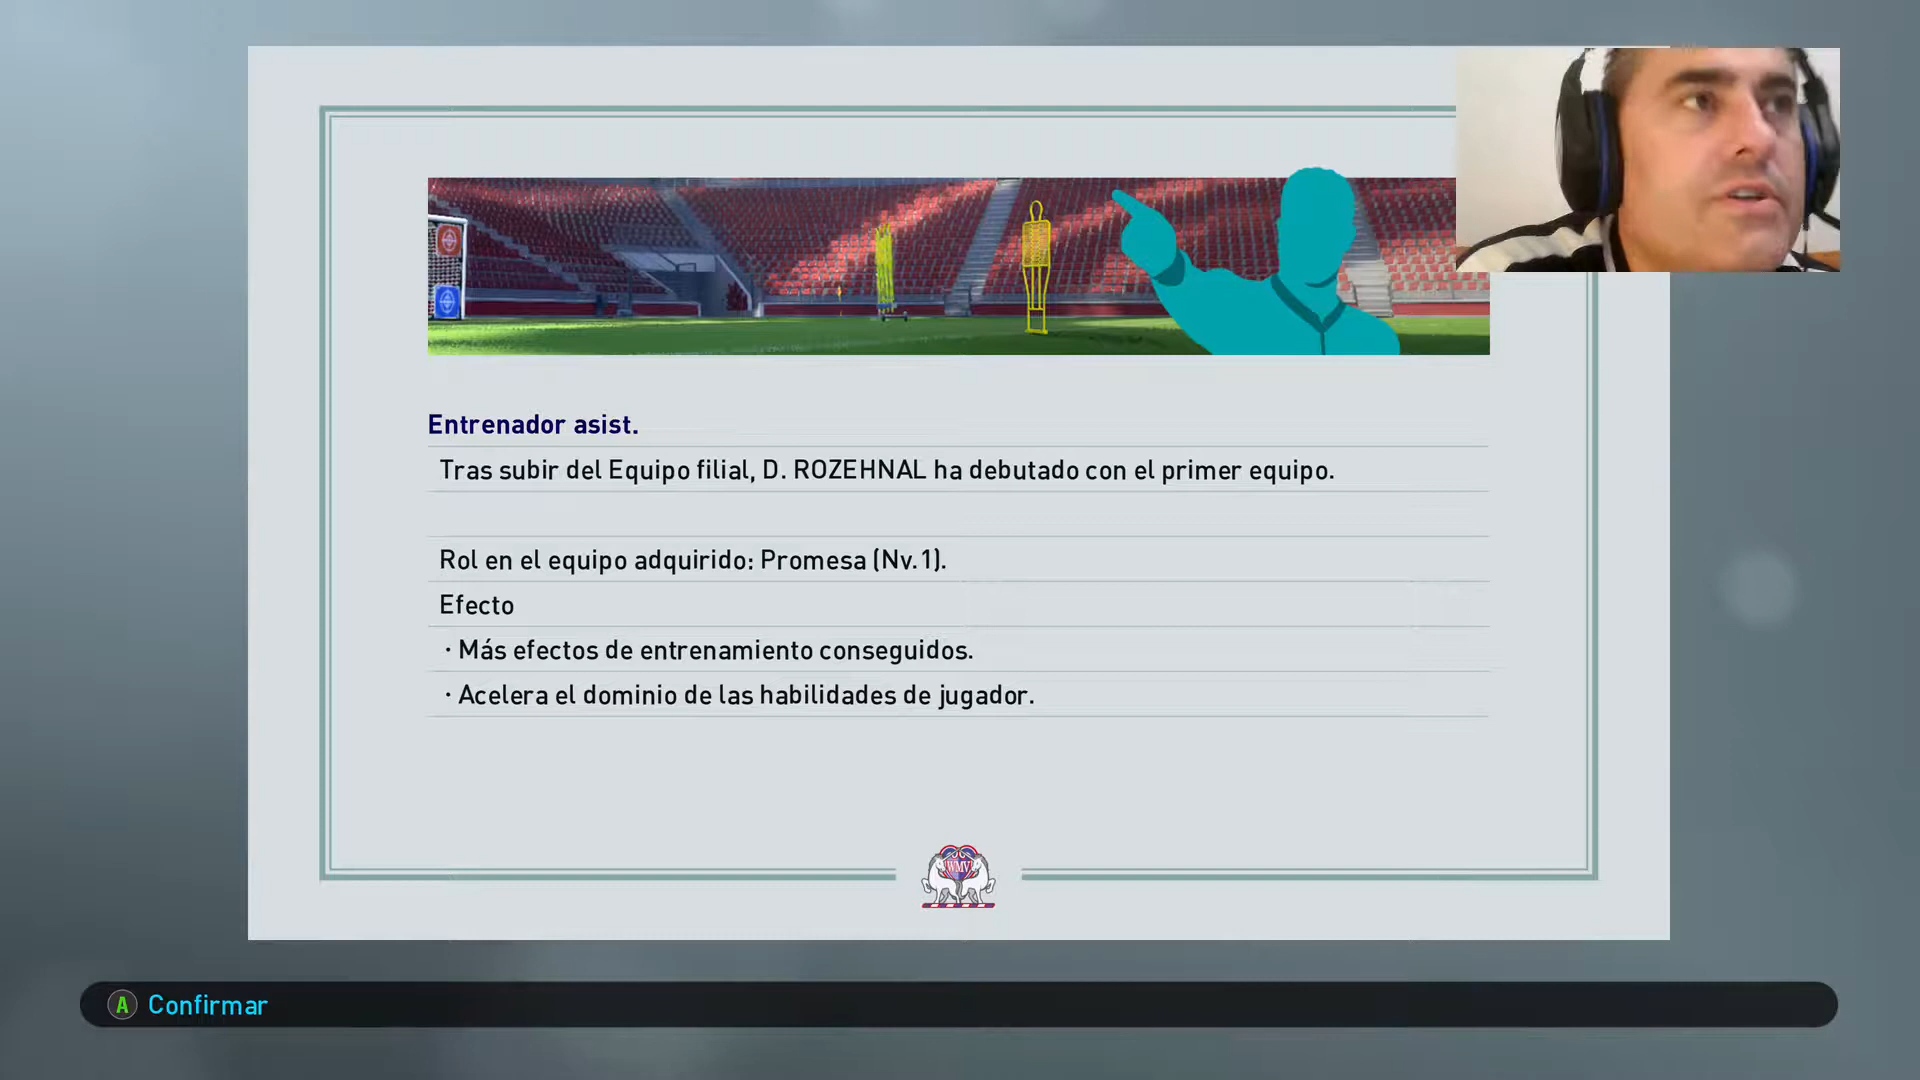 Entrenador asist.
Tras subir del Equipo filial, D. ROZEHNAL ha debutado con el primer equipo.
Rol en el equipo adquirido: Promesa (Nv.1).
Efecto
· Más efectos de entrenamiento conseguidos.
· Acelera el dominio de las habilidades de jugador.
WMV
A Confirmar